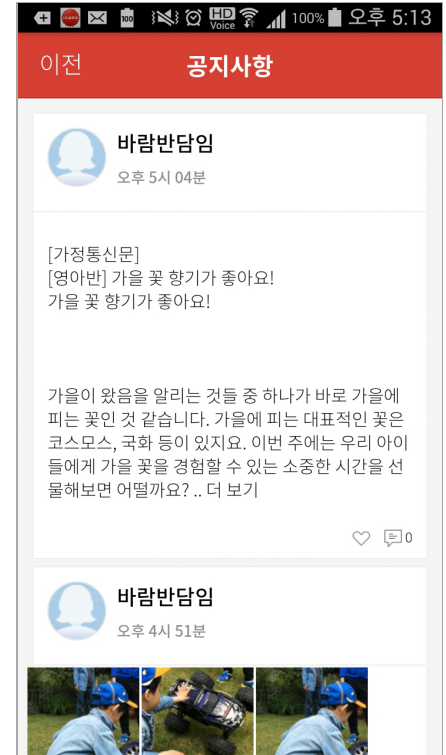 100
HD
Voice
100%
오후 5:13
이전
공지사항
바람반담임
오후 5시 04분
[가정통신문]
[영아반] 가을 꽃 향기가 좋아요!
가을 꽃 향기가 좋아요!
가을이 왔음을 알리는 것들 중 하나가 바로 가을에
피는 꽃인 것 같습니다. 가을에 피는 대표적인 꽃은
코스모스, 국화 등이 있지요. 이번 주에는 우리 아이
들에게 가을 꽃을 경험할 수 있는 소중한 시간을 선
물해보면 어떨까요? .. 더 보기
0
바람반담임
오후 4시 51분